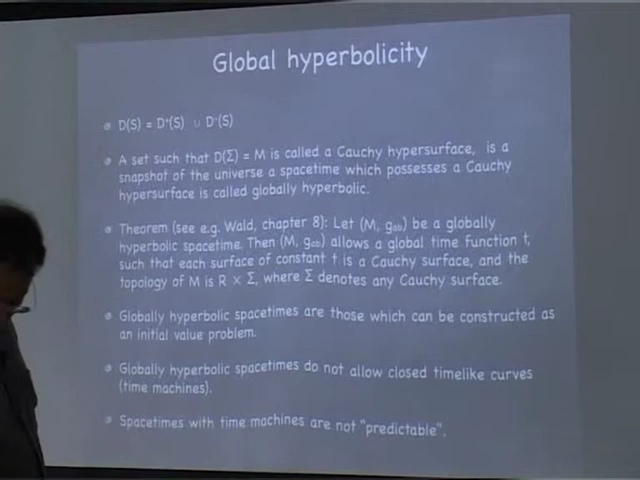 Global hyperbolicity
D(S) = D⁺(S) ∪ D⁻(S)
A set such that D(Σ) = M is called a Cauchy hypersurface, is a
snapshot of the universe a spacetime which possesses a Cauchy
hypersurface is called globally hyperbolic.
Theorem (see e.g. Wald, chapter 8): Let (M, gₐb) be a globally
hyperbolic spacetime. Then (M, gₐb) allows a global time function t,
such that each surface of constant t is a Cauchy surface, and the
topology of M is R × Σ, where Σ denotes any Cauchy surface.
Globally hyperbolic spacetimes are those which can be constructed as
an initial value problem.
Globally hyperbolic spacetimes do not allow closed timelike curves
(time machines).
Spacetimes with time machines are not "predictable".